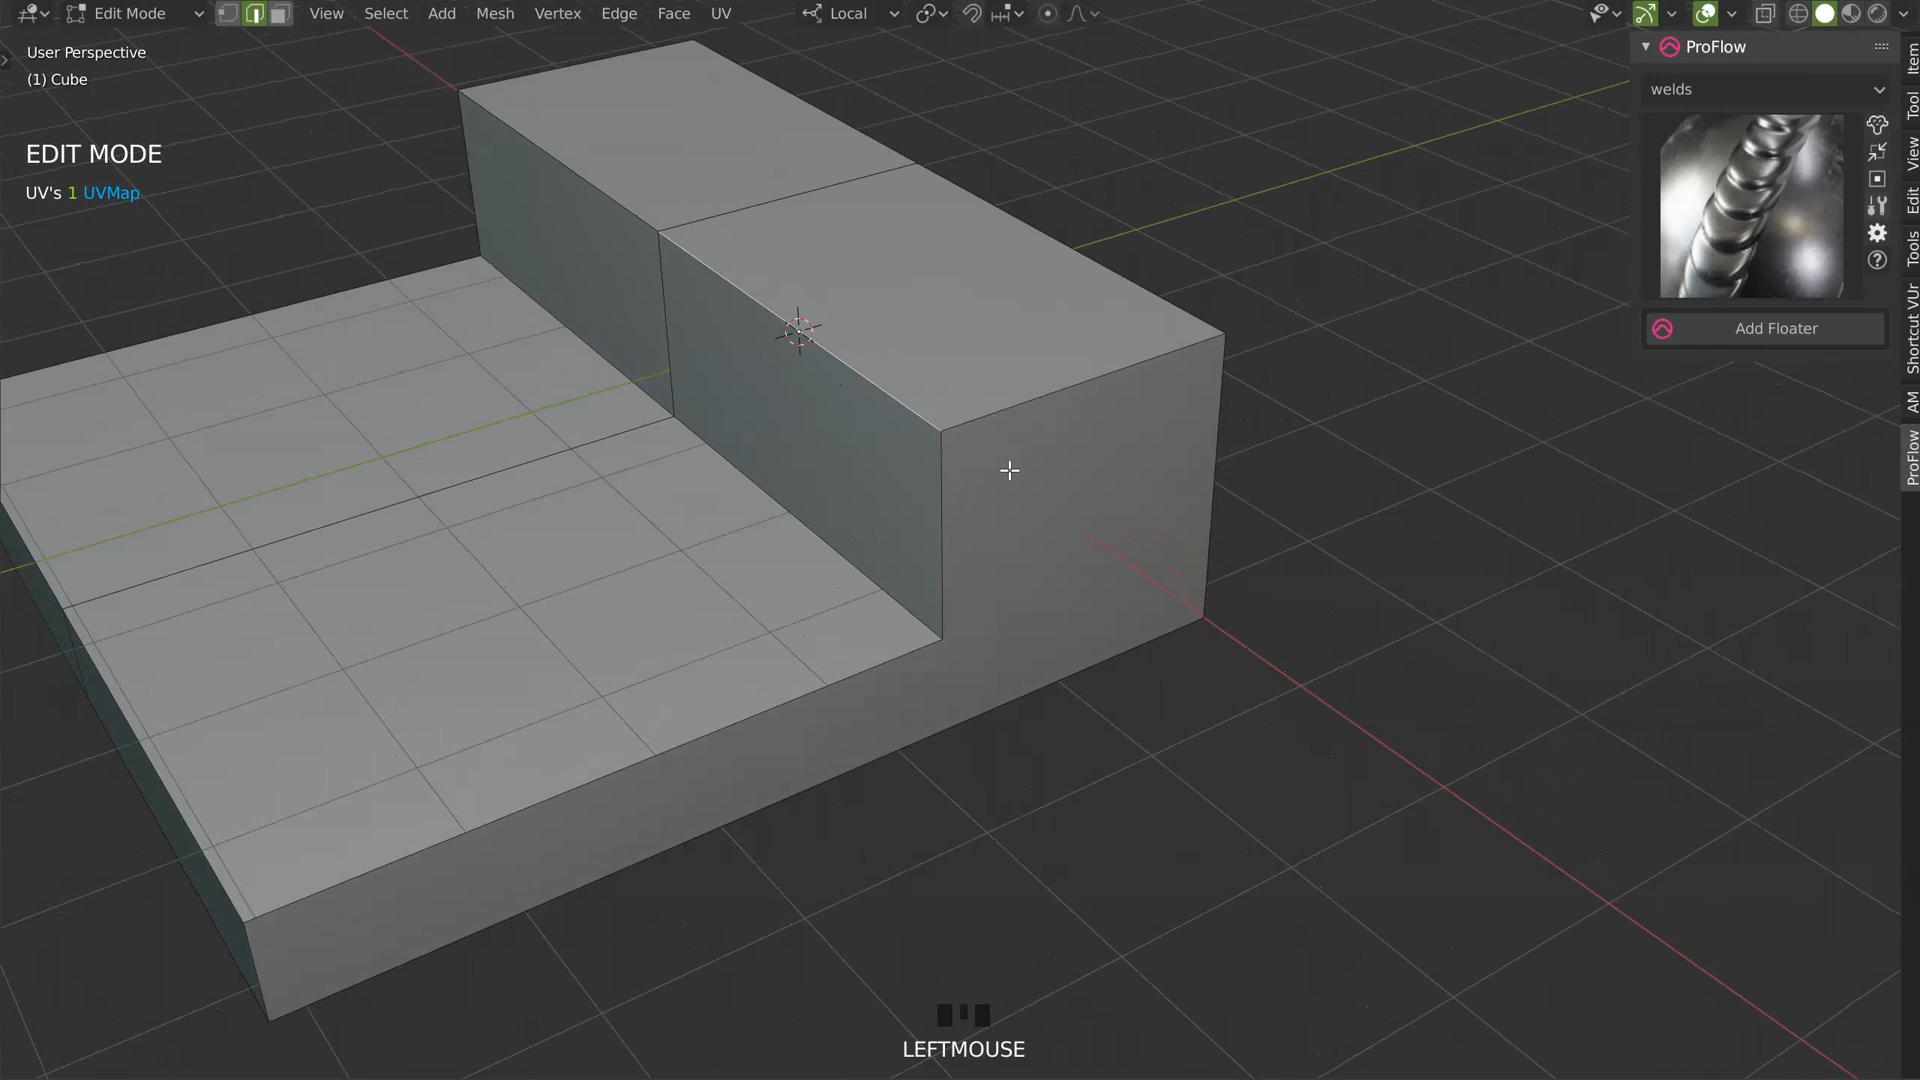 Edit Mode View Select Add Mesh Vertex Edge Face UV Local
User Perspective
(1) Cube
EDIT MODE
UV's 1 UVMap
ProFlow
welds
Add Floater
Item
Tool
View
Edit
Tools
Shortcut VUr
AM
ProFlow
LEFTMOUSE